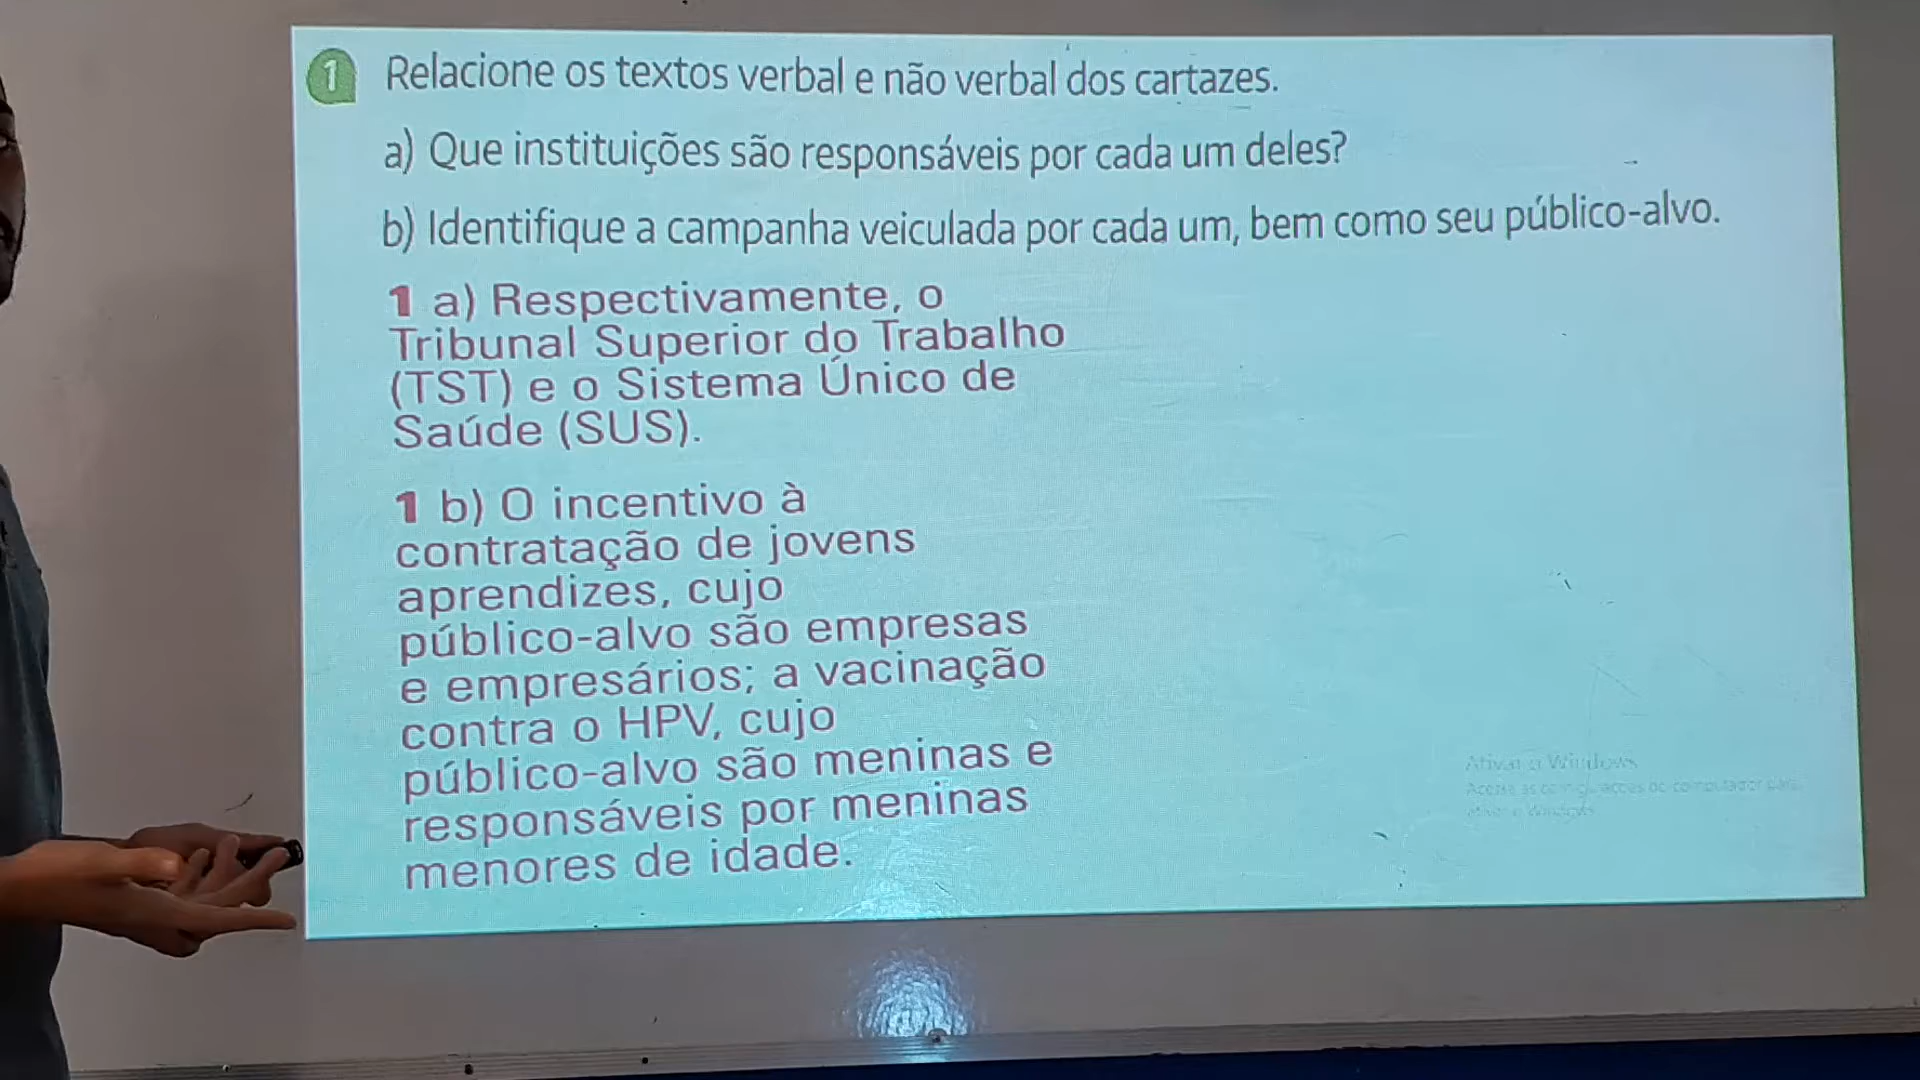 1 Relacione os textos verbal e não verbal dos cartazes.
a) Que instituições são responsáveis por cada um deles?
b) Identifique a campanha veiculada por cada um, bem como seu público-alvo.
1 a) Respectivamente, o
Tribunal Superior do Trabalho
(TST) e o Sistema Único de
Saúde (SUS).
1 b) O incentivo à
contratação de jovens
aprendizes, cujo
público-alvo são empresas
e empresários; a vacinação
contra o HPV, cujo
público-alvo são meninas e
responsáveis por meninas
menores de idade.
Ativar o Windows